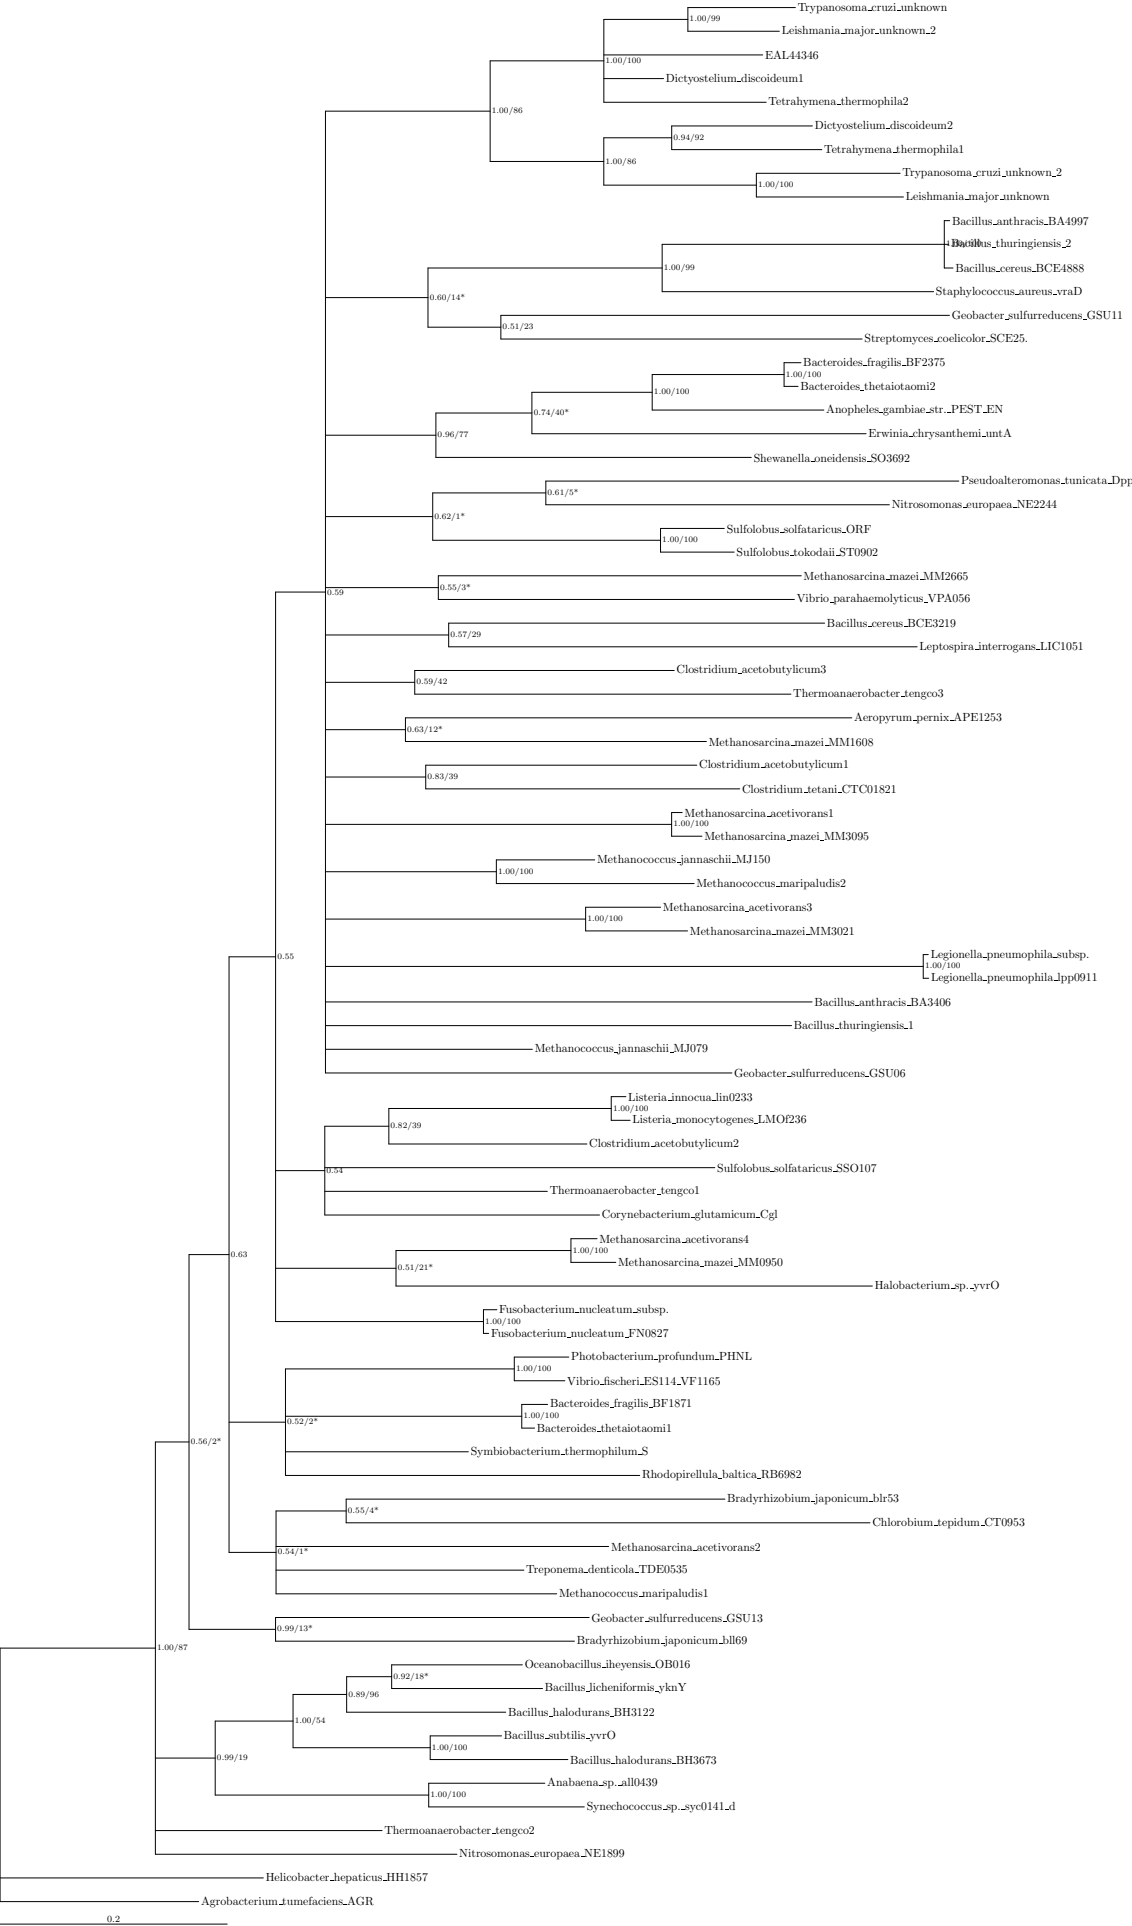 Trypanosoma_cruzi_unknown
1.00/99
Leishmania_major_unknown_2
EAL44346
1.00/100
Dictyostelium_discoideum1
Tetrahymena_thermophila2
1.00/86
Dictyostelium_discoideum2
0.94/92
Tetrahymena_thermophila1
1.00/86
Trypanosoma_cruzi_unknown_2
1.00/100
Leishmania_major_unknown
Bacillus_anthracis_BA4997
Bacillus_thuringiensis_2
Bacillus_cereus_BCE4888
1.00/99
Staphylococcus_aureus_vraD
0.60/14*
Geobacter_sulfurreducens_GSU11
0.51/23
Streptomyces_coelicolor_SCE25.
Bacteroides_fragilis_BF2375
1.00/100
Bacteroides_thetaiotaomi2
1.00/100
Anopheles_gambiae_str._PEST_EN
0.74/40*
Erwinia_chrysanthemi_untA
0.96/77
Shewanella_oneidensis_SO3692
Pseudoalteromonas_tunicata_Dpp
0.61/5*
Nitrosomonas_europaea_NE2244
0.62/1*
Sulfolobus_solfataricus_ORF
1.00/100
Sulfolobus_tokodaii_ST0902
Methanosarcina_mazei_MM2665
0.55/3*
0.59
Vibrio_parahaemolyticus_VPA056
Bacillus_cereus_BCE3219
0.57/29
Leptospira_interrogans_LIC1051
Clostridium_acetobutylicum3
0.59/42
Thermoanaerobacter_tengco3
Aeropyrum_pernix_APE1253
0.63/12*
Methanosarcina_mazei_MM1608
Clostridium_acetobutylicum1
0.83/39
Clostridium_tetani_CTC01821
Methanosarcina_acetivorans1
1.00/100
Methanosarcina_mazei_MM3095
Methanococcus_jannaschii_MJ150
1.00/100
Methanococcus_maripaludis2
Methanosarcina_acetivorans3
1.00/100
Methanosarcina_mazei_MM3021
Legionella_pneumophila_subsp.
0.55
1.00/100
Legionella_pneumophila_lpp0911
Bacillus_anthracis_BA3406
Bacillus_thuringiensis_1
Methanococcus_jannaschii_MJ079
Geobacter_sulfurreducens_GSU06
Listeria_innocua_lin0233
1.00/100
Listeria_monocytogenes_LMOf236
0.82/39
Clostridium_acetobutylicum2
0.54
Sulfolobus_solfataricus_SSO107
Thermoanaerobacter_tengco1
Corynebacterium_glutamicum_Cgl
Methanosarcina_acetivorans4
1.00/100
0.63
Methanosarcina_mazei_MM0950
0.51/21*
Halobacterium_sp._yvrO
Fusobacterium_nucleatum_subsp.
1.00/100
Fusobacterium_nucleatum_FN0827
Photobacterium_profundum_PHNL
1.00/100
Vibrio_fischeri_ES114_VF1165
Bacteroides_fragilis_BF1871
1.00/100
0.52/2*
Bacteroides_thetaiotaomi1
0.56/2*
Symbiobacterium_thermophilum_S
Rhodopirellula_baltica_RB6982
Bradyrhizobium_japonicum_blr53
0.55/4*
Chlorobium_tepidum_CT0953
Methanosarcina_acetivorans2
0.54/1*
Treponema_denticola_TDE0535
Methanococcus_maripaludis1
Geobacter_sulfurreducens_GSU13
0.99/13*
Bradyrhizobium_japonicum_bll69
1.00/87
Oceanobacillus_iheyensis_OB016
0.92/18*
Bacillus_licheniformis_yknY
0.89/96
Bacillus_halodurans_BH3122
1.00/54
Bacillus_subtilis_yvrO
1.00/100
Bacillus_halodurans_BH3673
0.99/19
Anabaena_sp._all0439
1.00/100
Synechococcus_sp._syc0141_d
Thermoanaerobacter_tengco2
Nitrosomonas_europaea_NE1899
Helicobacter_hepaticus_HH1857
Agrobacterium_tumefaciens_AGR
0.2